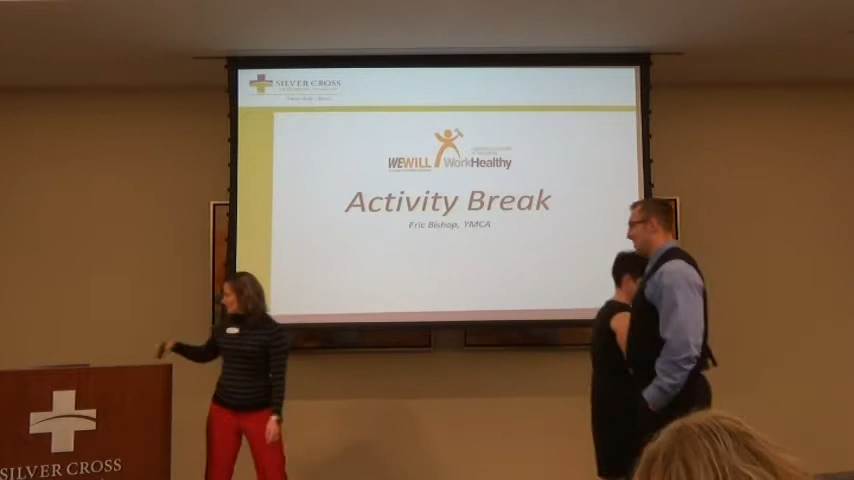 SILVER CROSS
WEWILL WorkHealthy
Activity Break
Eric Bishop, YMCA
SILVER CROSS